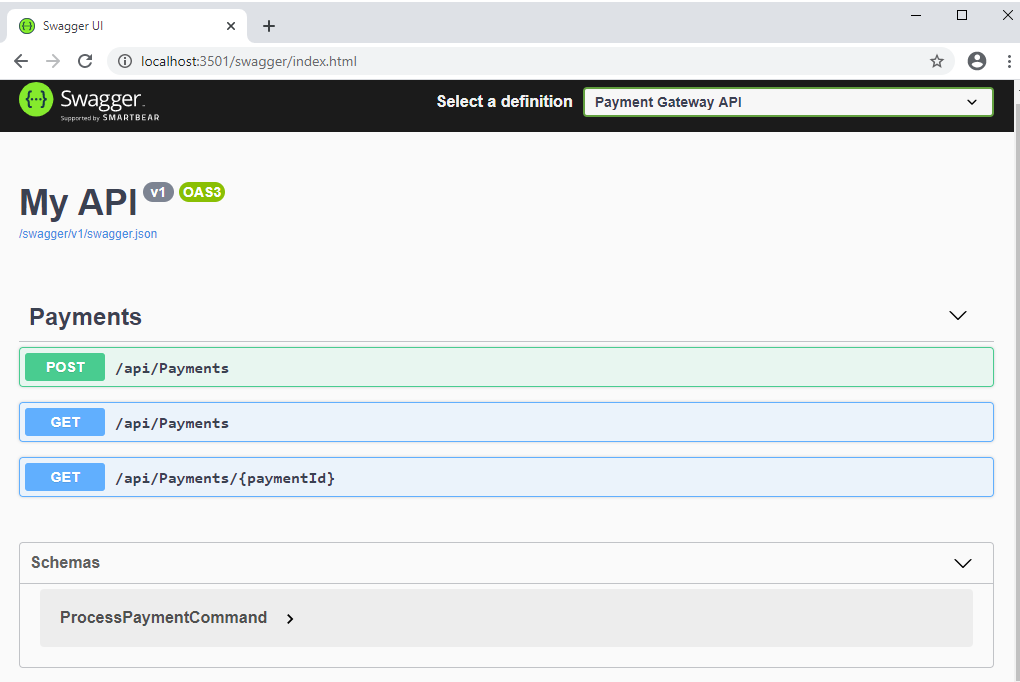 Swagger UI
localhost:3501/swagger/index.html
{···} Swagger.
Supported by SMARTBEAR
Select a definition
Payment Gateway API
My API v1 OAS3
/swagger/v1/swagger.json
Payments
POST /api/Payments
GET /api/Payments
GET /api/Payments/{paymentId}
Schemas
ProcessPaymentCommand